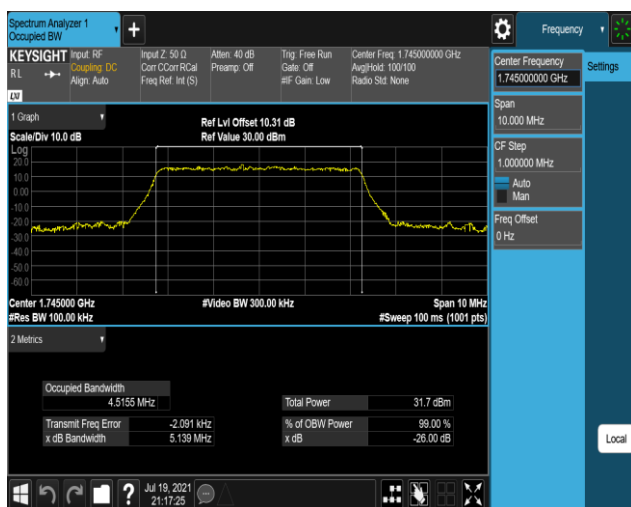 Spectrum Analyzer 1
Occupied BW
+
Frequency
KEYSIGHT
RL
LXI
Input: RF
Coupling: DC
Align: Auto
Input Z: 50 Ω
Corr CCorr RCal
Freq Ref: Int (S)
Atten: 40 dB
Preamp: Off
Trig: Free Run
Gate: Off
#IF Gain: Low
Center Freq: 1.745000000 GHz
Avg|Hold: 100/100
Radio Std: None
Center Frequency
1.745000000 GHz
Settings
Span
10.000 MHz
CF Step
1.000000 MHz
Auto
Man
Freq Offset
0 Hz
1 Graph
Scale/Div 10.0 dB
Ref Lvl Offset 10.31 dB
Ref Value 30.00 dBm
Log
20.0
10.0
0.00
-10.0
-20.0
-30.0
-40.0
-50.0
-60.0
Center 1.745000 GHz
#Video BW 300.00 kHz
Span 10 MHz
#Res BW 100.00 kHz
#Sweep 100 ms (1001 pts)
2 Metrics
Occupied Bandwidth
4.5155 MHz
Total Power 31.7 dBm
Transmit Freq Error -2.091 kHz
% of OBW Power 99.00 %
x dB Bandwidth 5.139 MHz
x dB -26.00 dB
Local
?
Jul 19, 2021
21:17:25